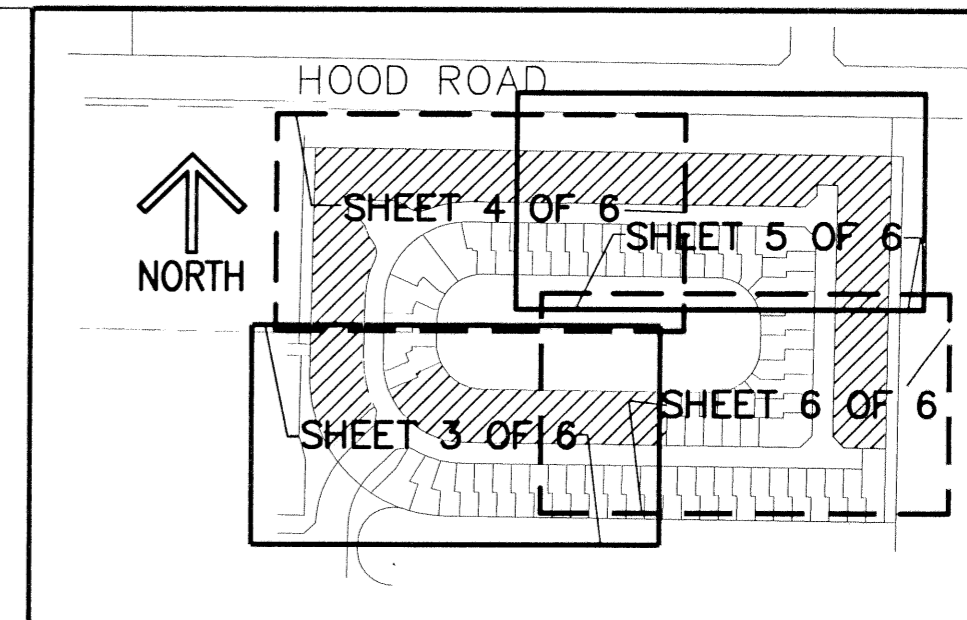 HOOD ROAD
SHEET 4 OF 6
SHEET 5 OF 6
NORTH
SHEET 6 OF 6
SHEET 3 OF 6